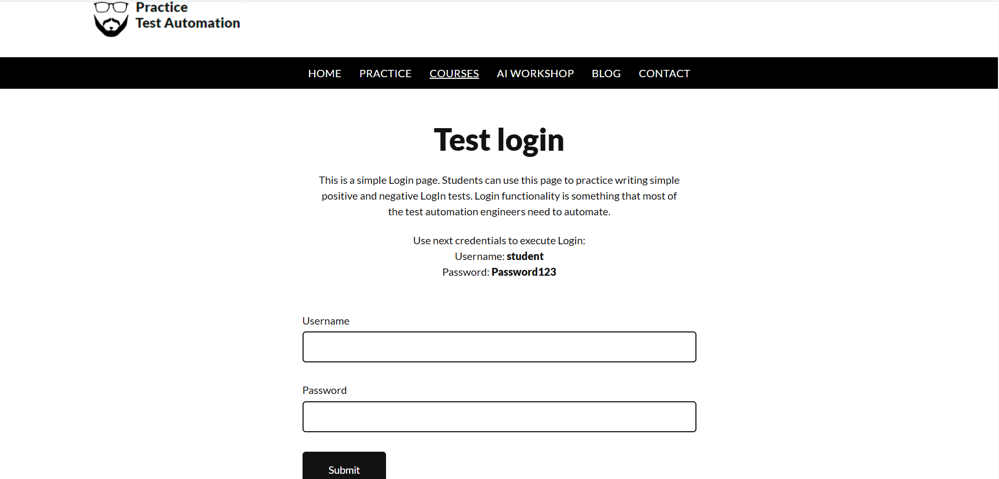 Practice
Test Automation
HOME PRACTICE COURSES AI WORKSHOP BLOG CONTACT
Test login
This is a simple Login page. Students can use this page to practice writing simple
positive and negative LogIn tests. Login functionality is something that most of
the test automation engineers need to automate.
Use next credentials to execute Login:
Username: student
Password: Password123
Username
Password
Submit